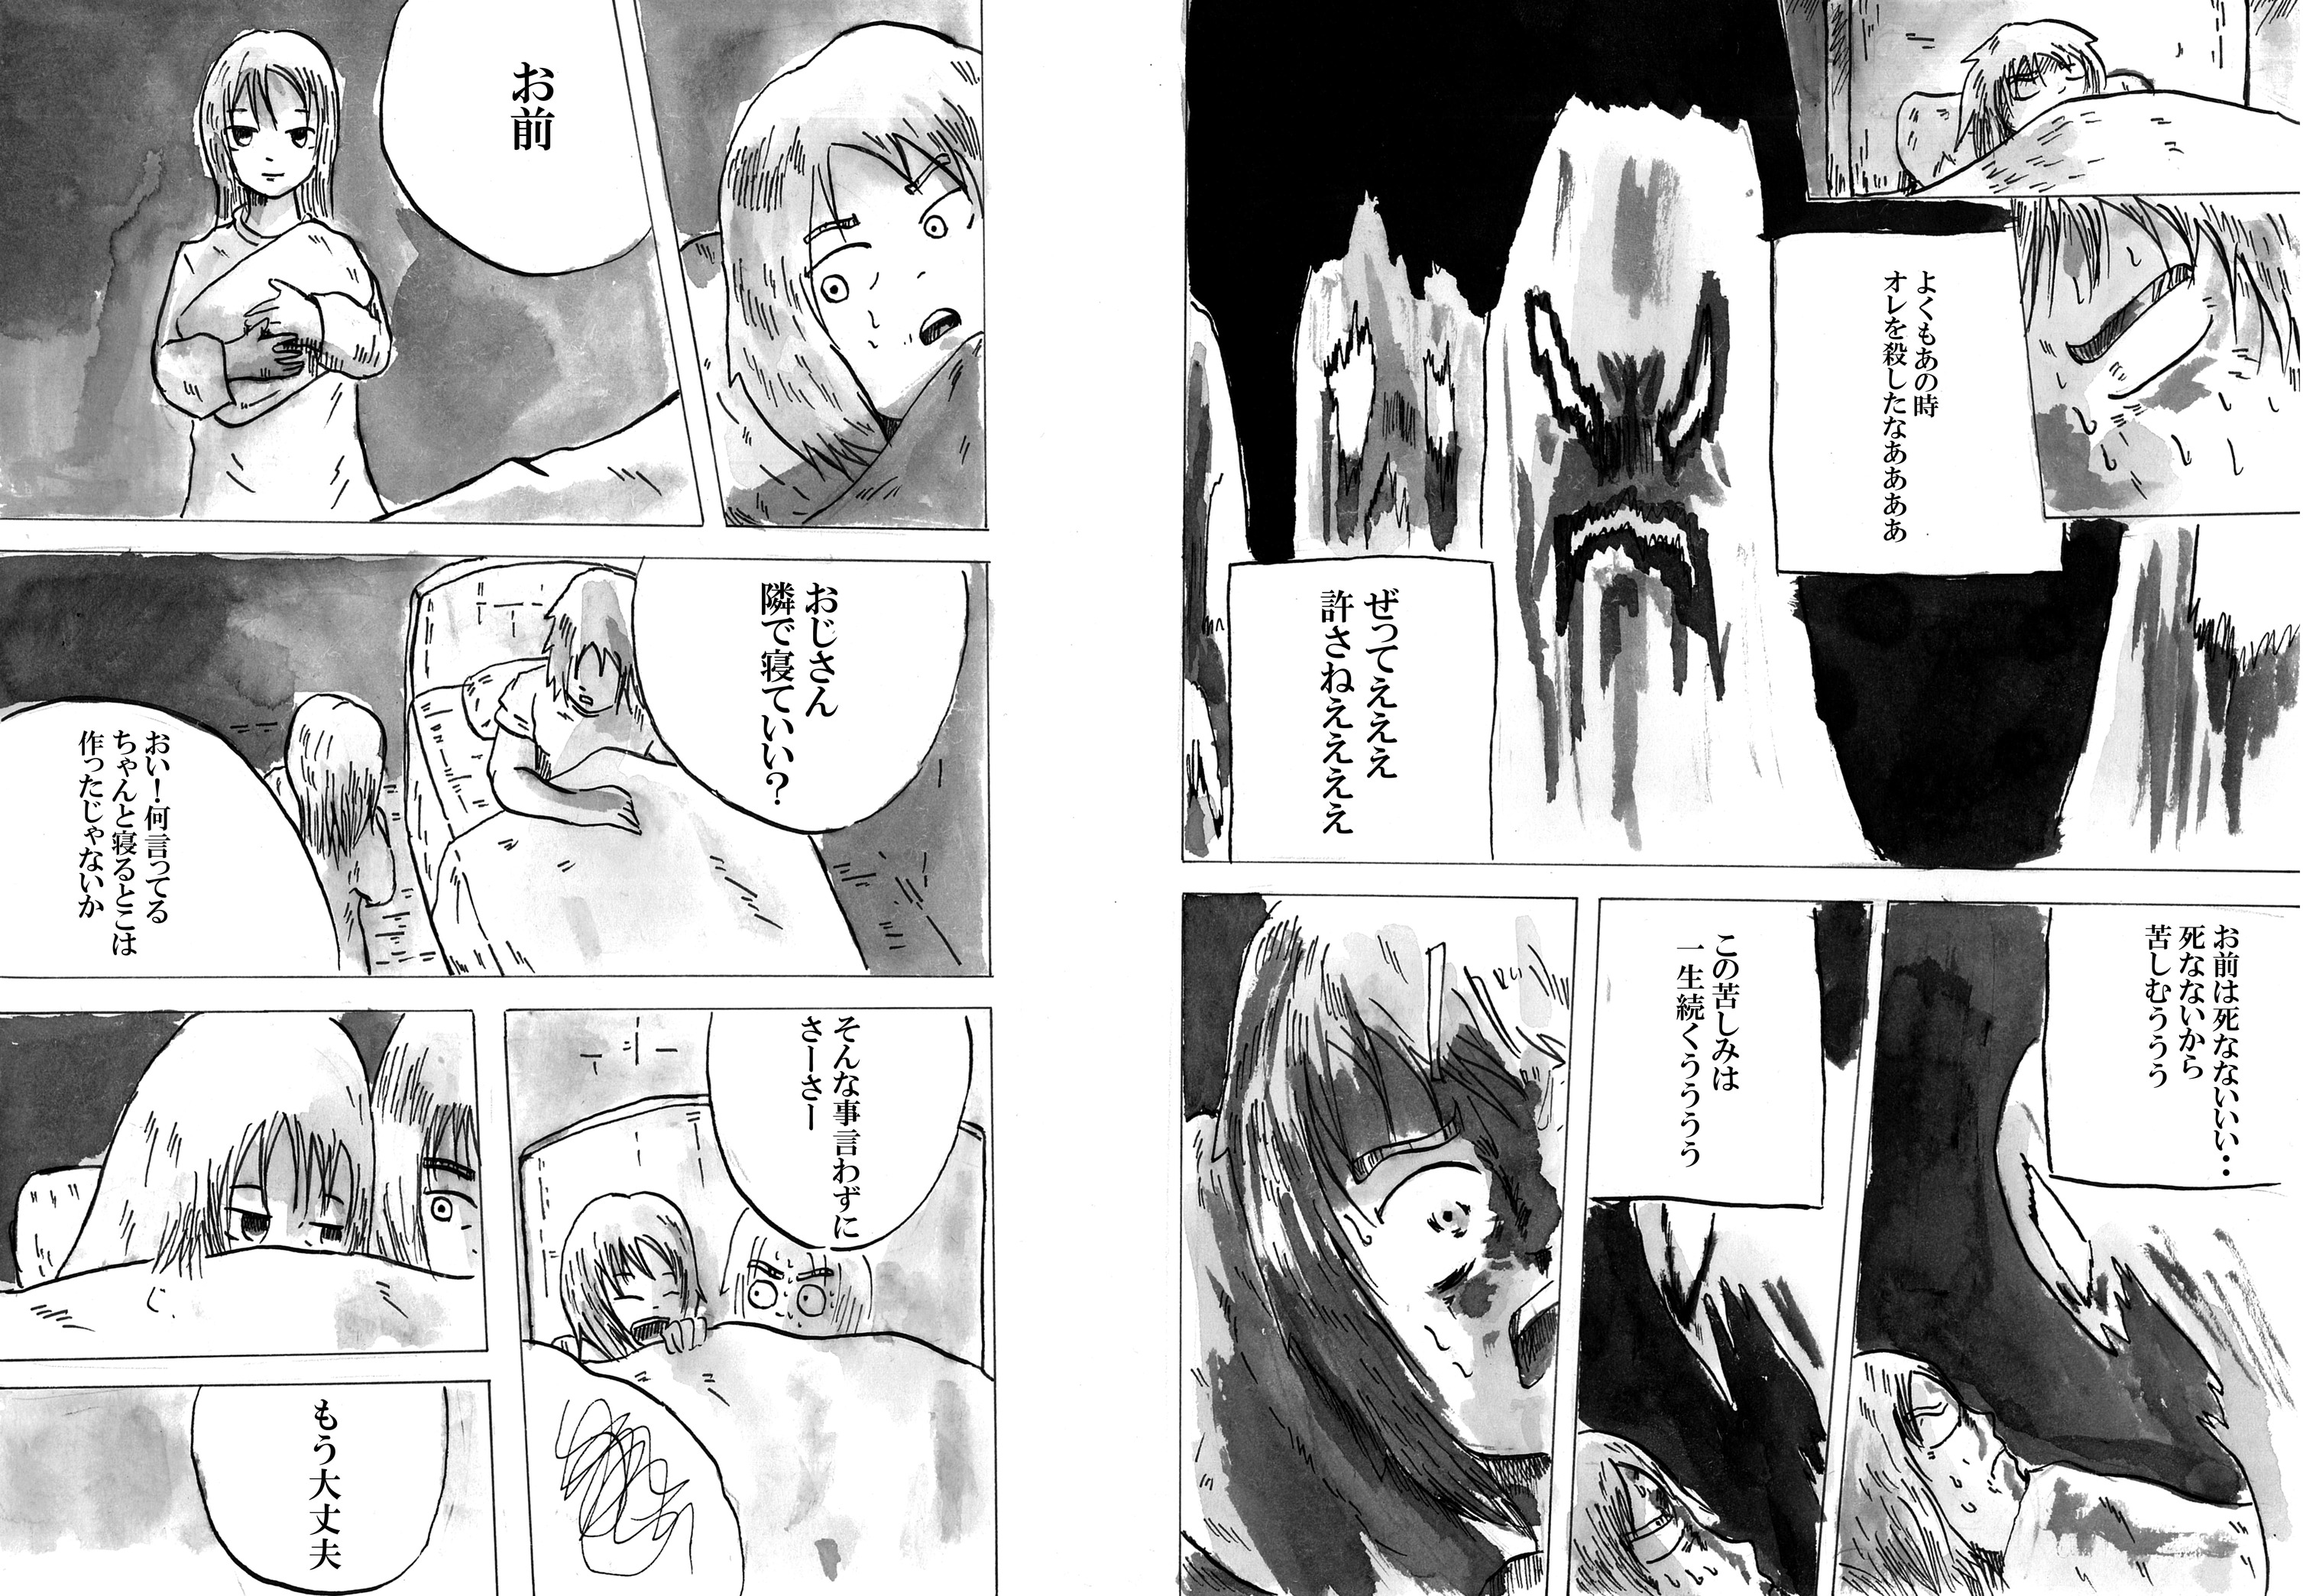 よくもあの時
オレを殺したなああああ
ぜってえええ
許さねえええええ
お前は死なないいい・・
死なないから
苦しむううう
この苦しみは
一生続くうううう
お前
おじさん
隣で寝ていい？
おい！何言ってる
ちゃんと寝るとこは
作ったじゃないか
そんな事言わずに
さーさー
もう大丈夫